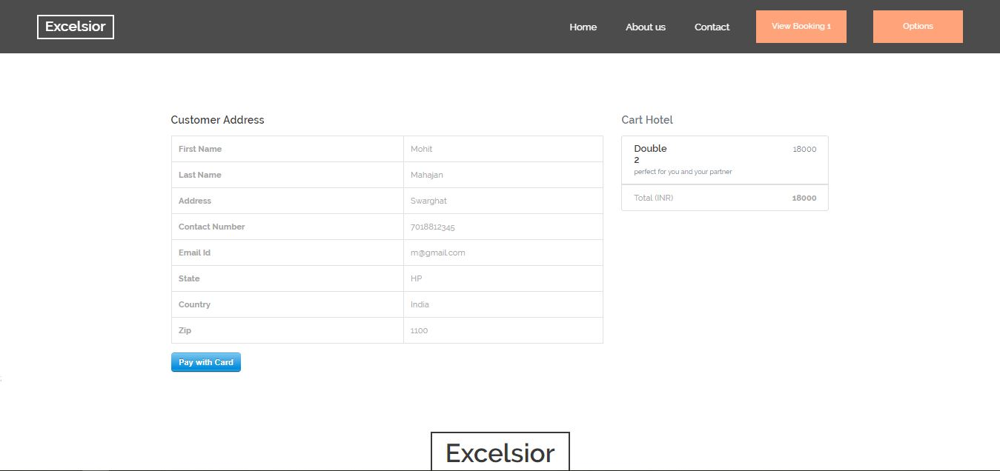 Excelsior
Home About us Contact View Booking 1 Options
Customer Address
First Name Mohit
Last Name Mahajan
Address Swarghat
Contact Number 7018812345
Email Id m@gmail.com
State HP
Country India
Zip 1100
Pay with Card
;
Cart Hotel
Double 18000
2
perfect for you and your partner
Total (INR) 18000
Excelsior